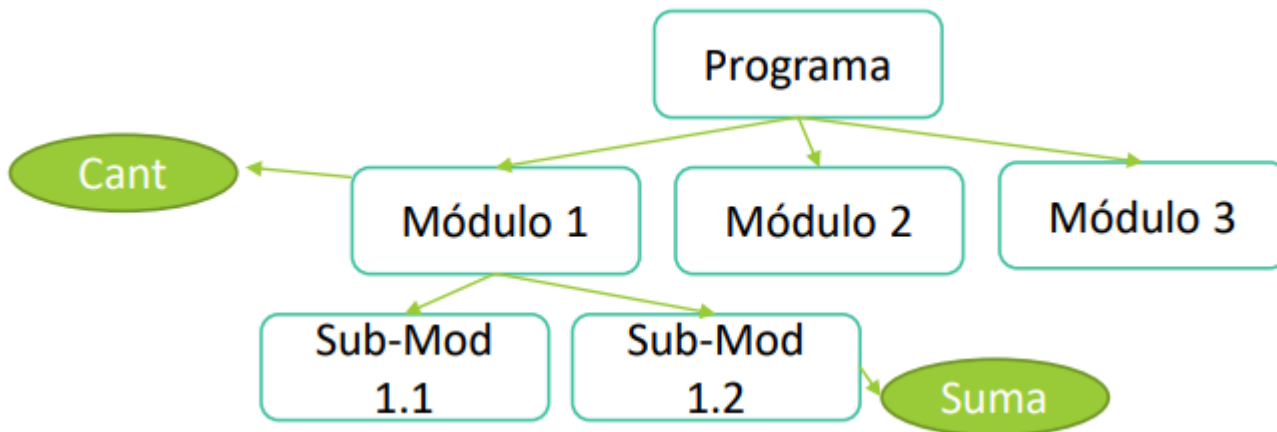 Programa
Cant
Módulo 1
Módulo 2
Módulo 3
Sub-Mod
1.1
Sub-Mod
1.2
Suma